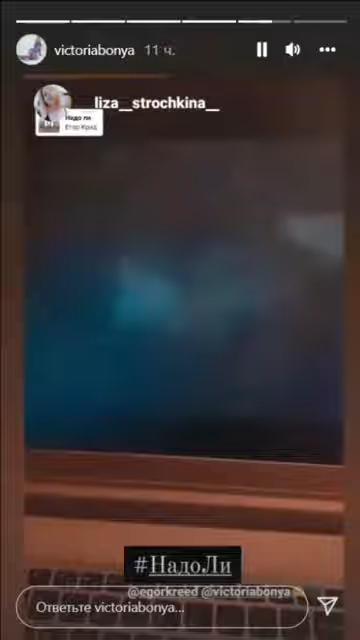 victoriabonya 11 ч.
liza__strochkina__
Надо ли
Егор Крид
#НадоЛи
@egorkreed @victoriabonya
Ответьте victoriabonya...